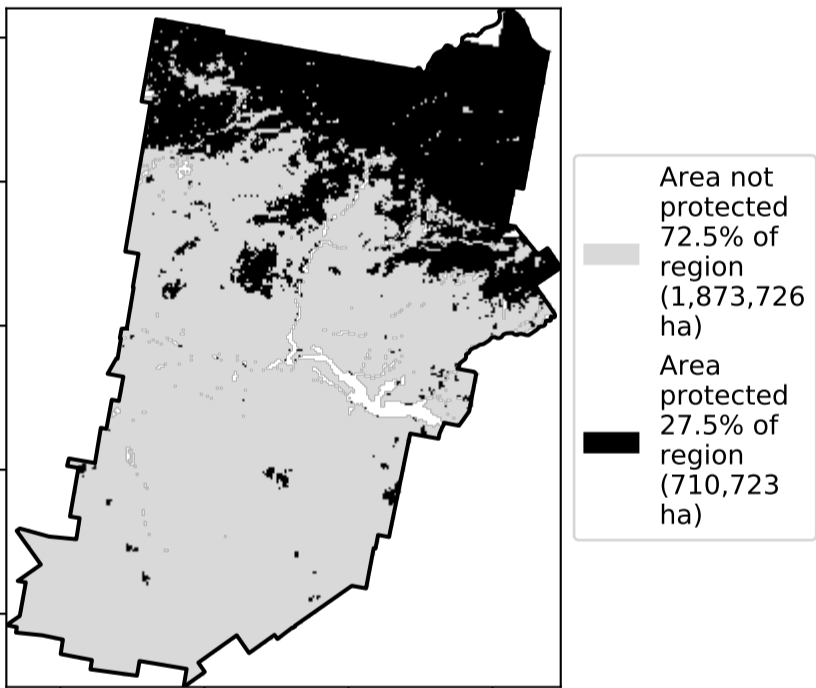 Area not
protected
72.5% of
region
(1,873,726
ha)
Area
protected
27.5% of
region
(710,723
ha)